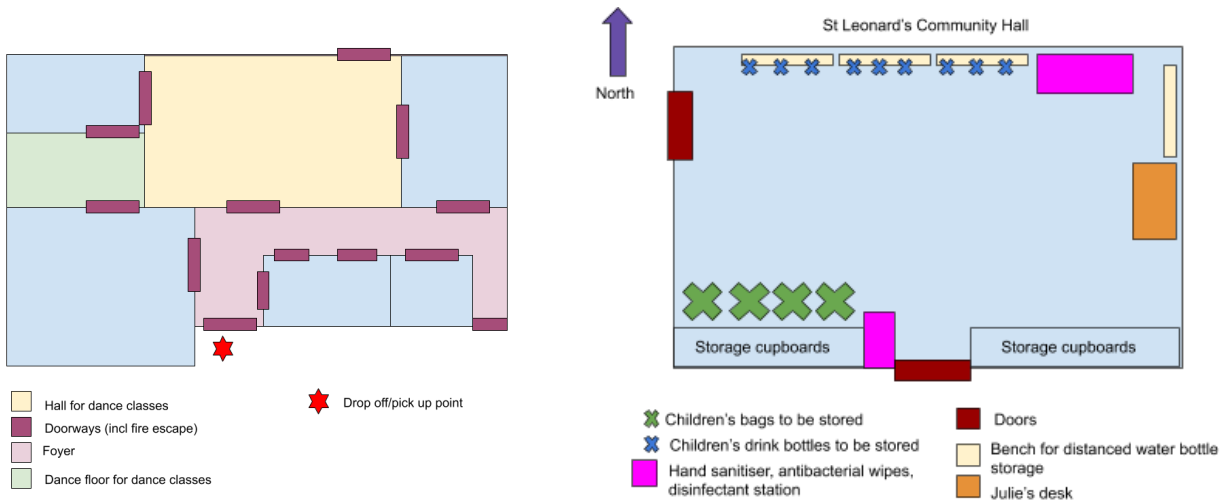 St Leonard's Community Hall
North
Storage cupboards
Storage cupboards
Hall for dance classes
Doorways (incl fire escape)
Foyer
Dance floor for dance classes
Drop off/pick up point
Children's bags to be stored
Children's drink bottles to be stored
Hand sanitiser, antibacterial wipes,
disinfectant station
Doors
Bench for distanced water bottle
storage
Julie's desk